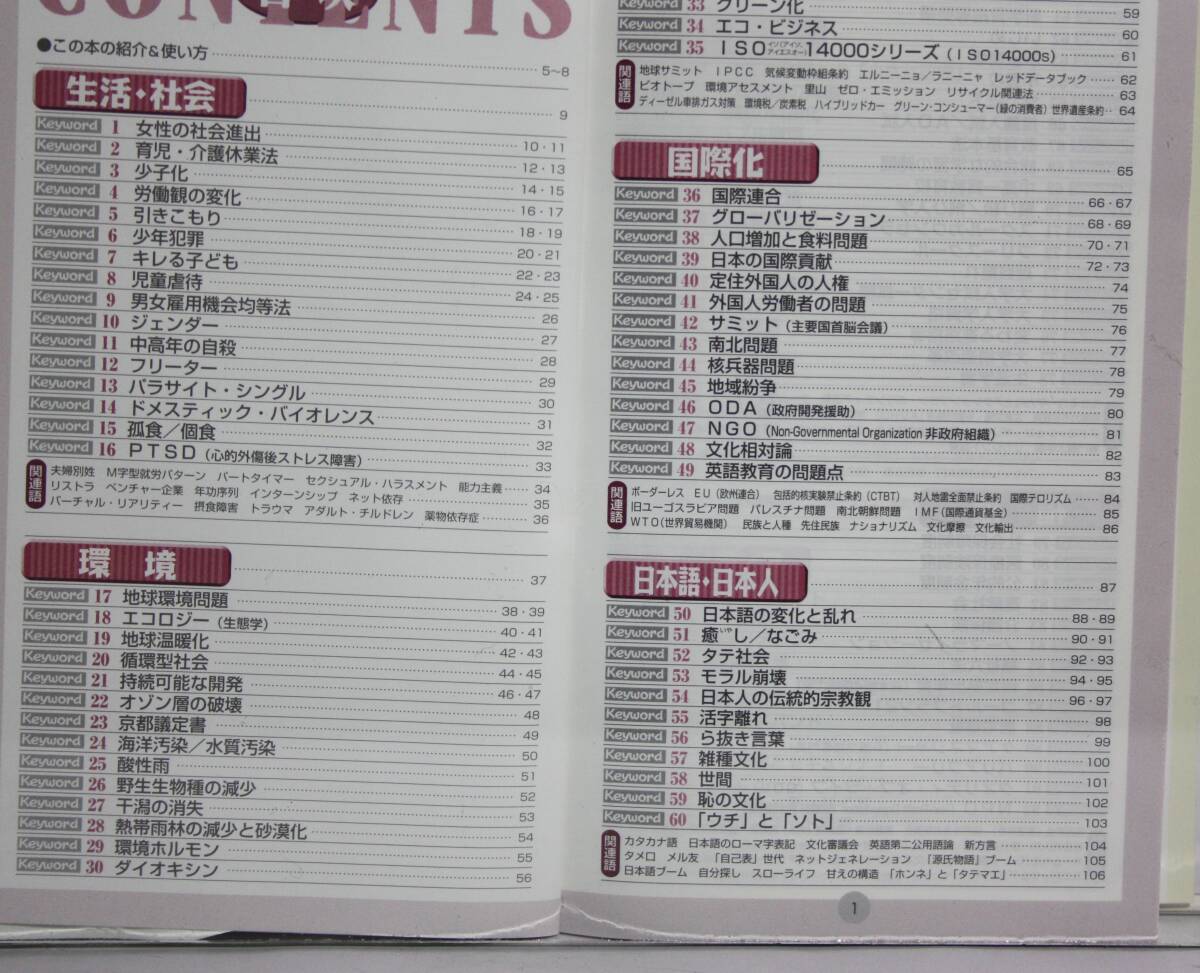 CONTENTS
●この本の紹介&使い方 5~8
生活・社会 9
Keyword 1 女性の社会進出 10・11
Keyword 2 育児・介護休業法 12・13
Keyword 3 少子化 14・15
Keyword 4 労働観の変化 16・17
Keyword 5 引きこもり 18・19
Keyword 6 少年犯罪 20・21
Keyword 7 キレる子ども 22・23
Keyword 8 児童虐待 24・25
Keyword 9 男女雇用機会均等法 26
Keyword 10 ジェンダー 27
Keyword 11 中高年の自殺 28
Keyword 12 フリーター 29
Keyword 13 パラサイト・シングル 30
Keyword 14 ドメスティック・バイオレンス 31
Keyword 15 孤食/個食 32
Keyword 16 PTSD(心的外傷後ストレス障害) 33
関連語
夫婦別姓 M字型就労パターン パートタイマー セクシュアル・ハラスメント 能力主義 34
リストラ ベンチャー企業 年功序列 インターンシップ ネット依存 35
バーチャル・リアリティー 摂食障害 トラウマ アダルト・チルドレン 薬物依存症 36
環境 37
Keyword 17 地球環境問題 38・39
Keyword 18 エコロジー(生態学) 40・41
Keyword 19 地球温暖化 42・43
Keyword 20 循環型社会 44・45
Keyword 21 持続可能な開発 46・47
Keyword 22 オゾン層の破壊 48
Keyword 23 京都議定書 49
Keyword 24 海洋汚染/水質汚染 50
Keyword 25 酸性雨 51
Keyword 26 野生生物種の減少 52
Keyword 27 干潟の消失 53
Keyword 28 熱帯雨林の減少と砂漠化 54
Keyword 29 環境ホルモン 55
Keyword 30 ダイオキシン 56
Keyword 33 グリーン化 59
Keyword 34 エコ・ビジネス 60
Keyword 35 ISO14000シリーズ(ISO14000s) 61
関連語
地球サミット IPCC 気候変動枠組条約 エルニーニョ/ラニーニャ レッドデータブック 62
ビオトープ 環境アセスメント 里山 ゼロ・エミッション リサイクル関連法 63
ディーゼル車排ガス対策 環境税/炭素税 ハイブリッドカー グリーン・コンシューマー(緑の消費者) 世界遺産条約 64
国際化 65
Keyword 36 国際連合 66・67
Keyword 37 グローバリゼーション 68・69
Keyword 38 人口増加と食料問題 70・71
Keyword 39 日本の国際貢献 72・73
Keyword 40 定住外国人の人権 74
Keyword 41 外国人労働者の問題 75
Keyword 42 サミット(主要国首脳会議) 76
Keyword 43 南北問題 77
Keyword 44 核兵器問題 78
Keyword 45 地域紛争 79
Keyword 46 ODA(政府開発援助) 80
Keyword 47 NGO(Non-Governmental Organization 非政府組織) 81
Keyword 48 文化相対論 82
Keyword 49 英語教育の問題点 83
関連語
ボーダーレス EU(欧州連合) 包括的核実験禁止条約(CTBT) 対人地雷全面禁止条約 国際テロリズム 84
旧ユーゴスラビア問題 パレスチナ問題 南北朝鮮問題 IMF(国際通貨基金) 85
WTO(世界貿易機関) 民族と人種 先住民族 ナショナリズム 文化摩擦 文化輸出 86
日本語・日本人 87
Keyword 50 日本語の変化と乱れ 88・89
Keyword 51 癒し/なごみ 90・91
Keyword 52 タテ社会 92・93
Keyword 53 モラル崩壊 94・95
Keyword 54 日本人の伝統的宗教観 96・97
Keyword 55 活字離れ 98
Keyword 56 ら抜き言葉 99
Keyword 57 雑種文化 100
Keyword 58 世間 101
Keyword 59 恥の文化 102
Keyword 60 「ウチ」と「ソト」 103
関連語
カタカナ語 日本語のローマ字表記 文化審議会 英語第二公用語論 新方言 104
タメロ メル友 「自己表」世代 ネットジェネレーション 「源氏物語」ブーム 105
日本語ブーム 自分探し スローライフ 甘えの構造 「ホンネ」と「タテマエ」 106
1